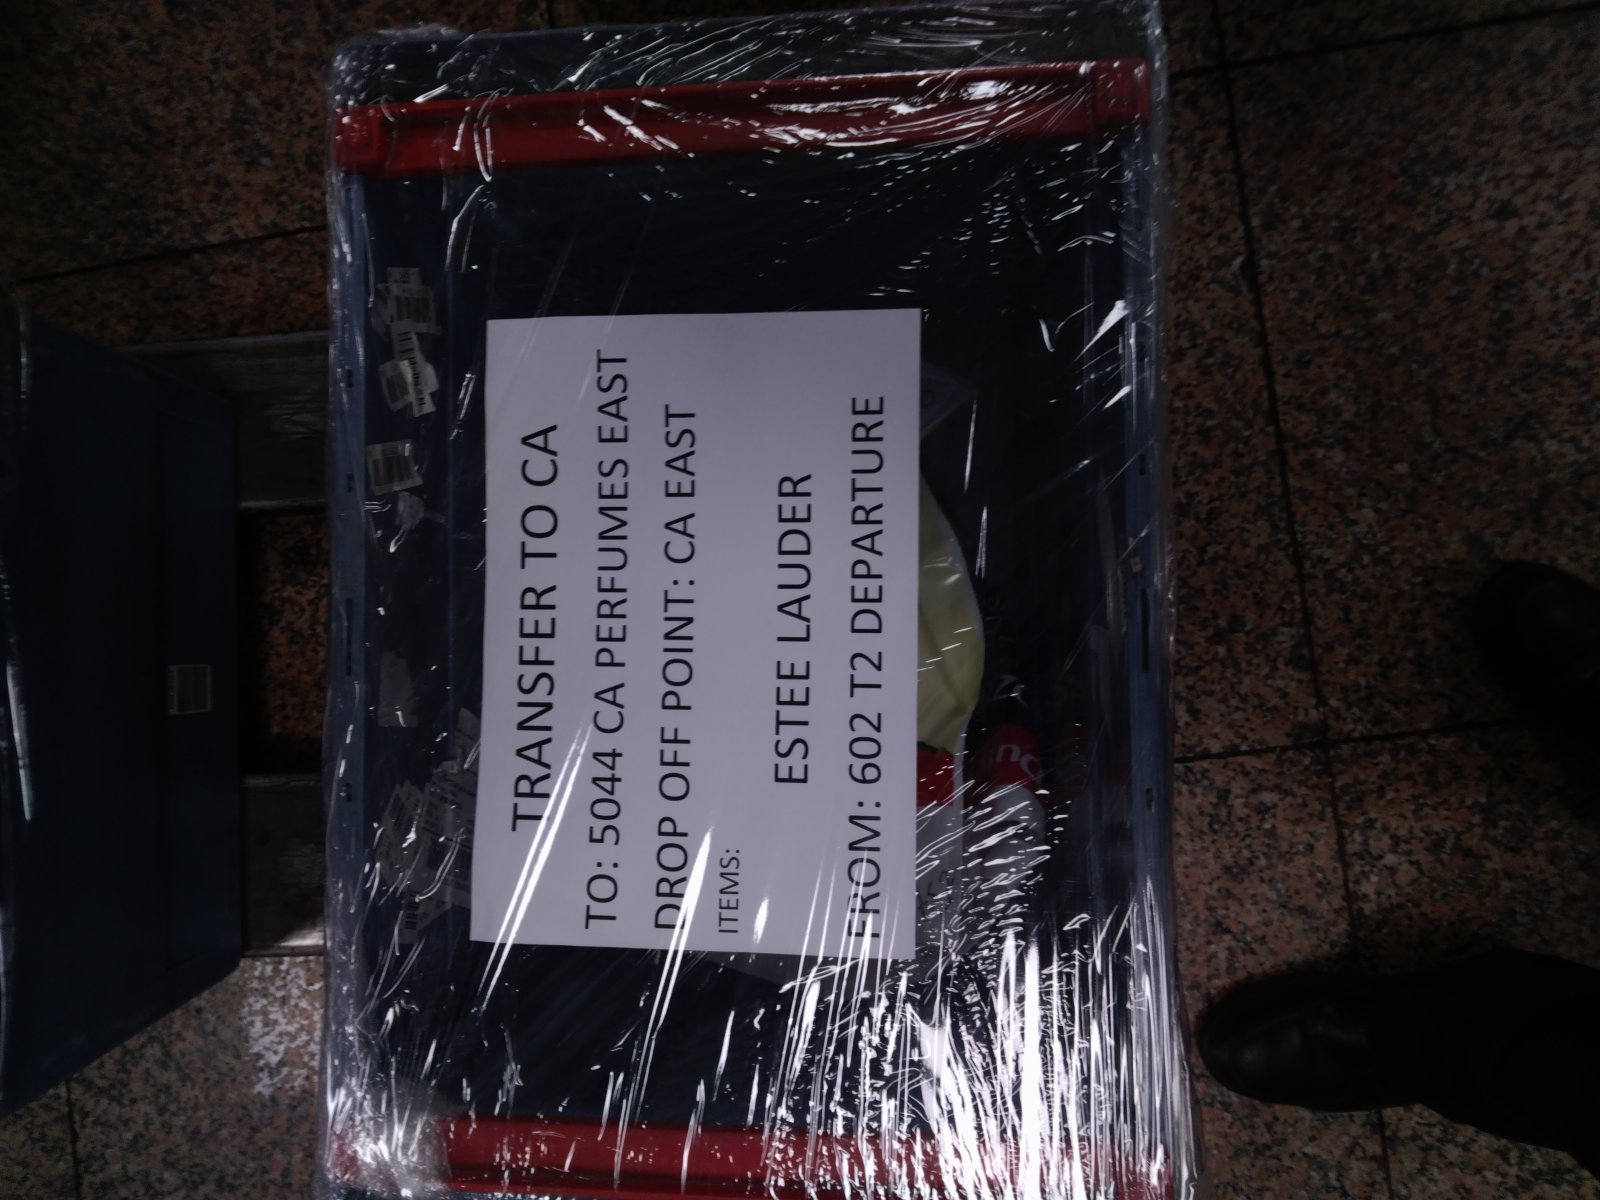 TRANSFER TO CA
TO: 5044 CA PERFUMES EAST
DROP OFF POINT: CA EAST
ITEMS:
ESTEE LAUDER
FROM: 602 T2 DEPARTURE